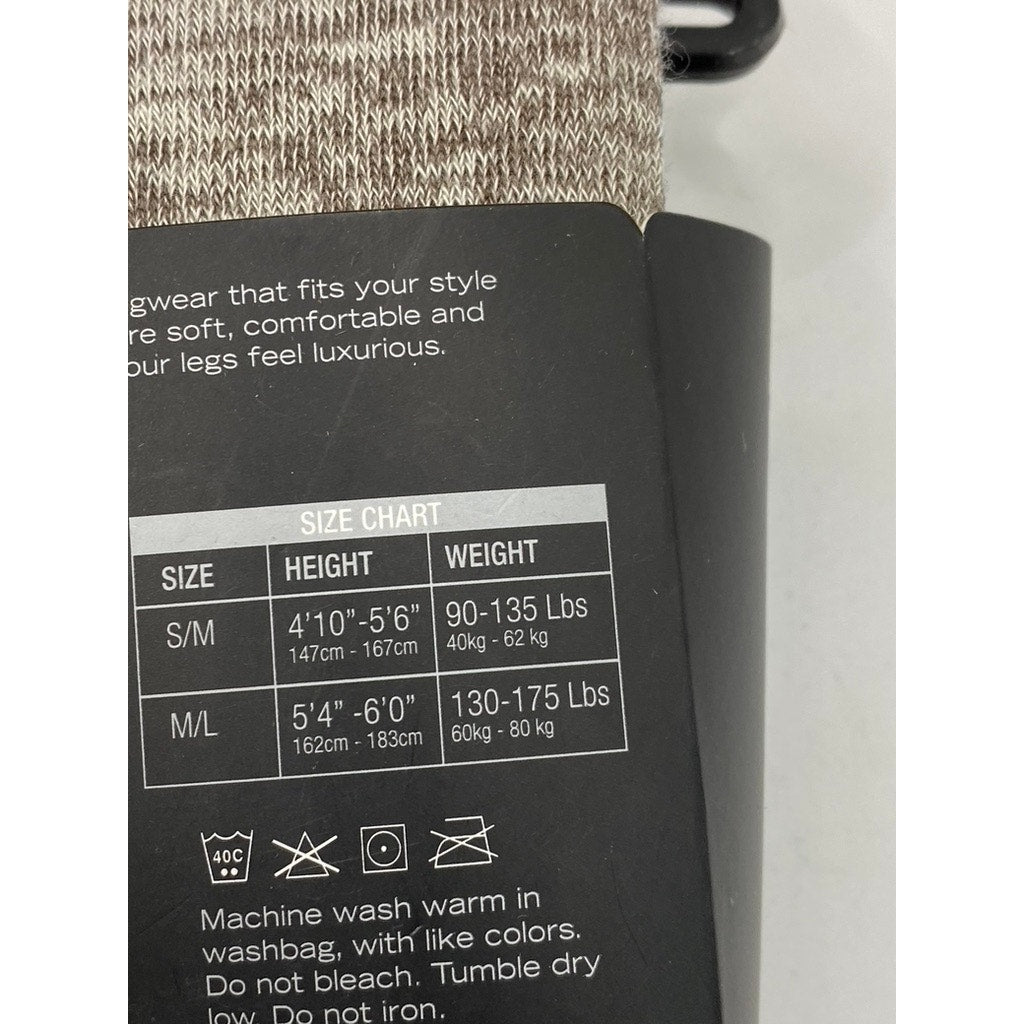 gwear that fits your style
re soft, comfortable and
our legs feel luxurious.
SIZE CHART
SIZE HEIGHT WEIGHT
S/M 4'10"-5'6" 90-135 Lbs
147cm - 167cm 40kg - 62 kg
M/L 5'4" -6'0" 130-175 Lbs
162cm - 183cm 60kg - 80 kg
40C
Machine wash warm in
washbag, with like colors.
Do not bleach. Tumble dry
low. Do not iron.